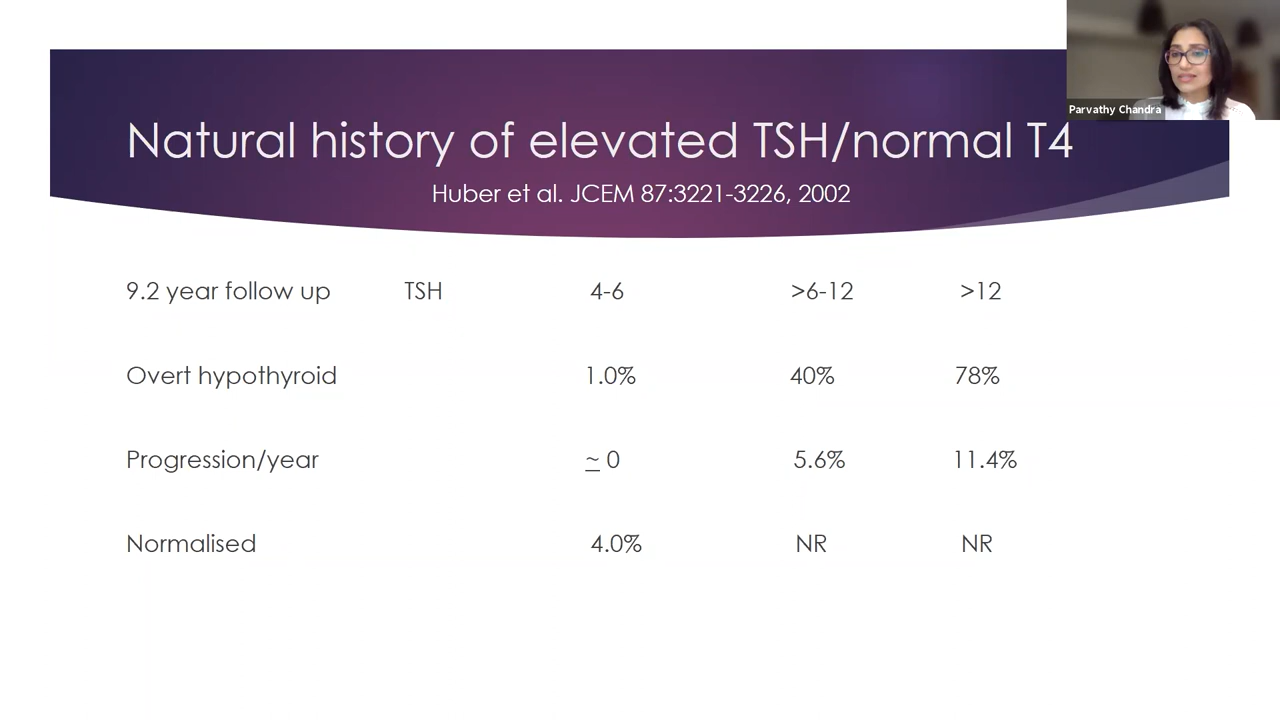 Parvathy Chandra
Natural history of elevated TSH/normal T4
Huber et al. JCEM 87:3221-3226, 2002
9.2 year follow up TSH 4-6 >6-12 >12
Overt hypothyroid 1.0% 40% 78%
Progression/year ~ 0 5.6% 11.4%
Normalised 4.0% NR NR